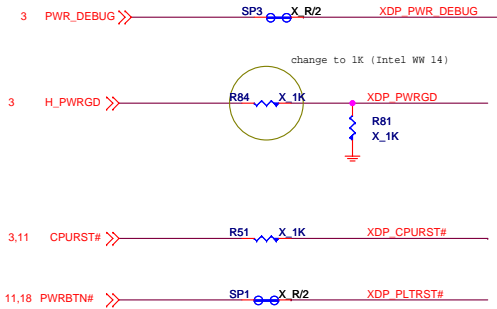 3 PWR_DEBUG SP3 X_R/2 XDP_PWR_DEBUG
change to 1K (Intel WW 14)
3 H_PWRGD R84 X_1K XDP_PWRGD
R81
X_1K
3,11 CPURST# R51 X_1K XDP_CPURST#
11,18 PWRBTN# SP1 X_R/2 XDP_PLTRST#